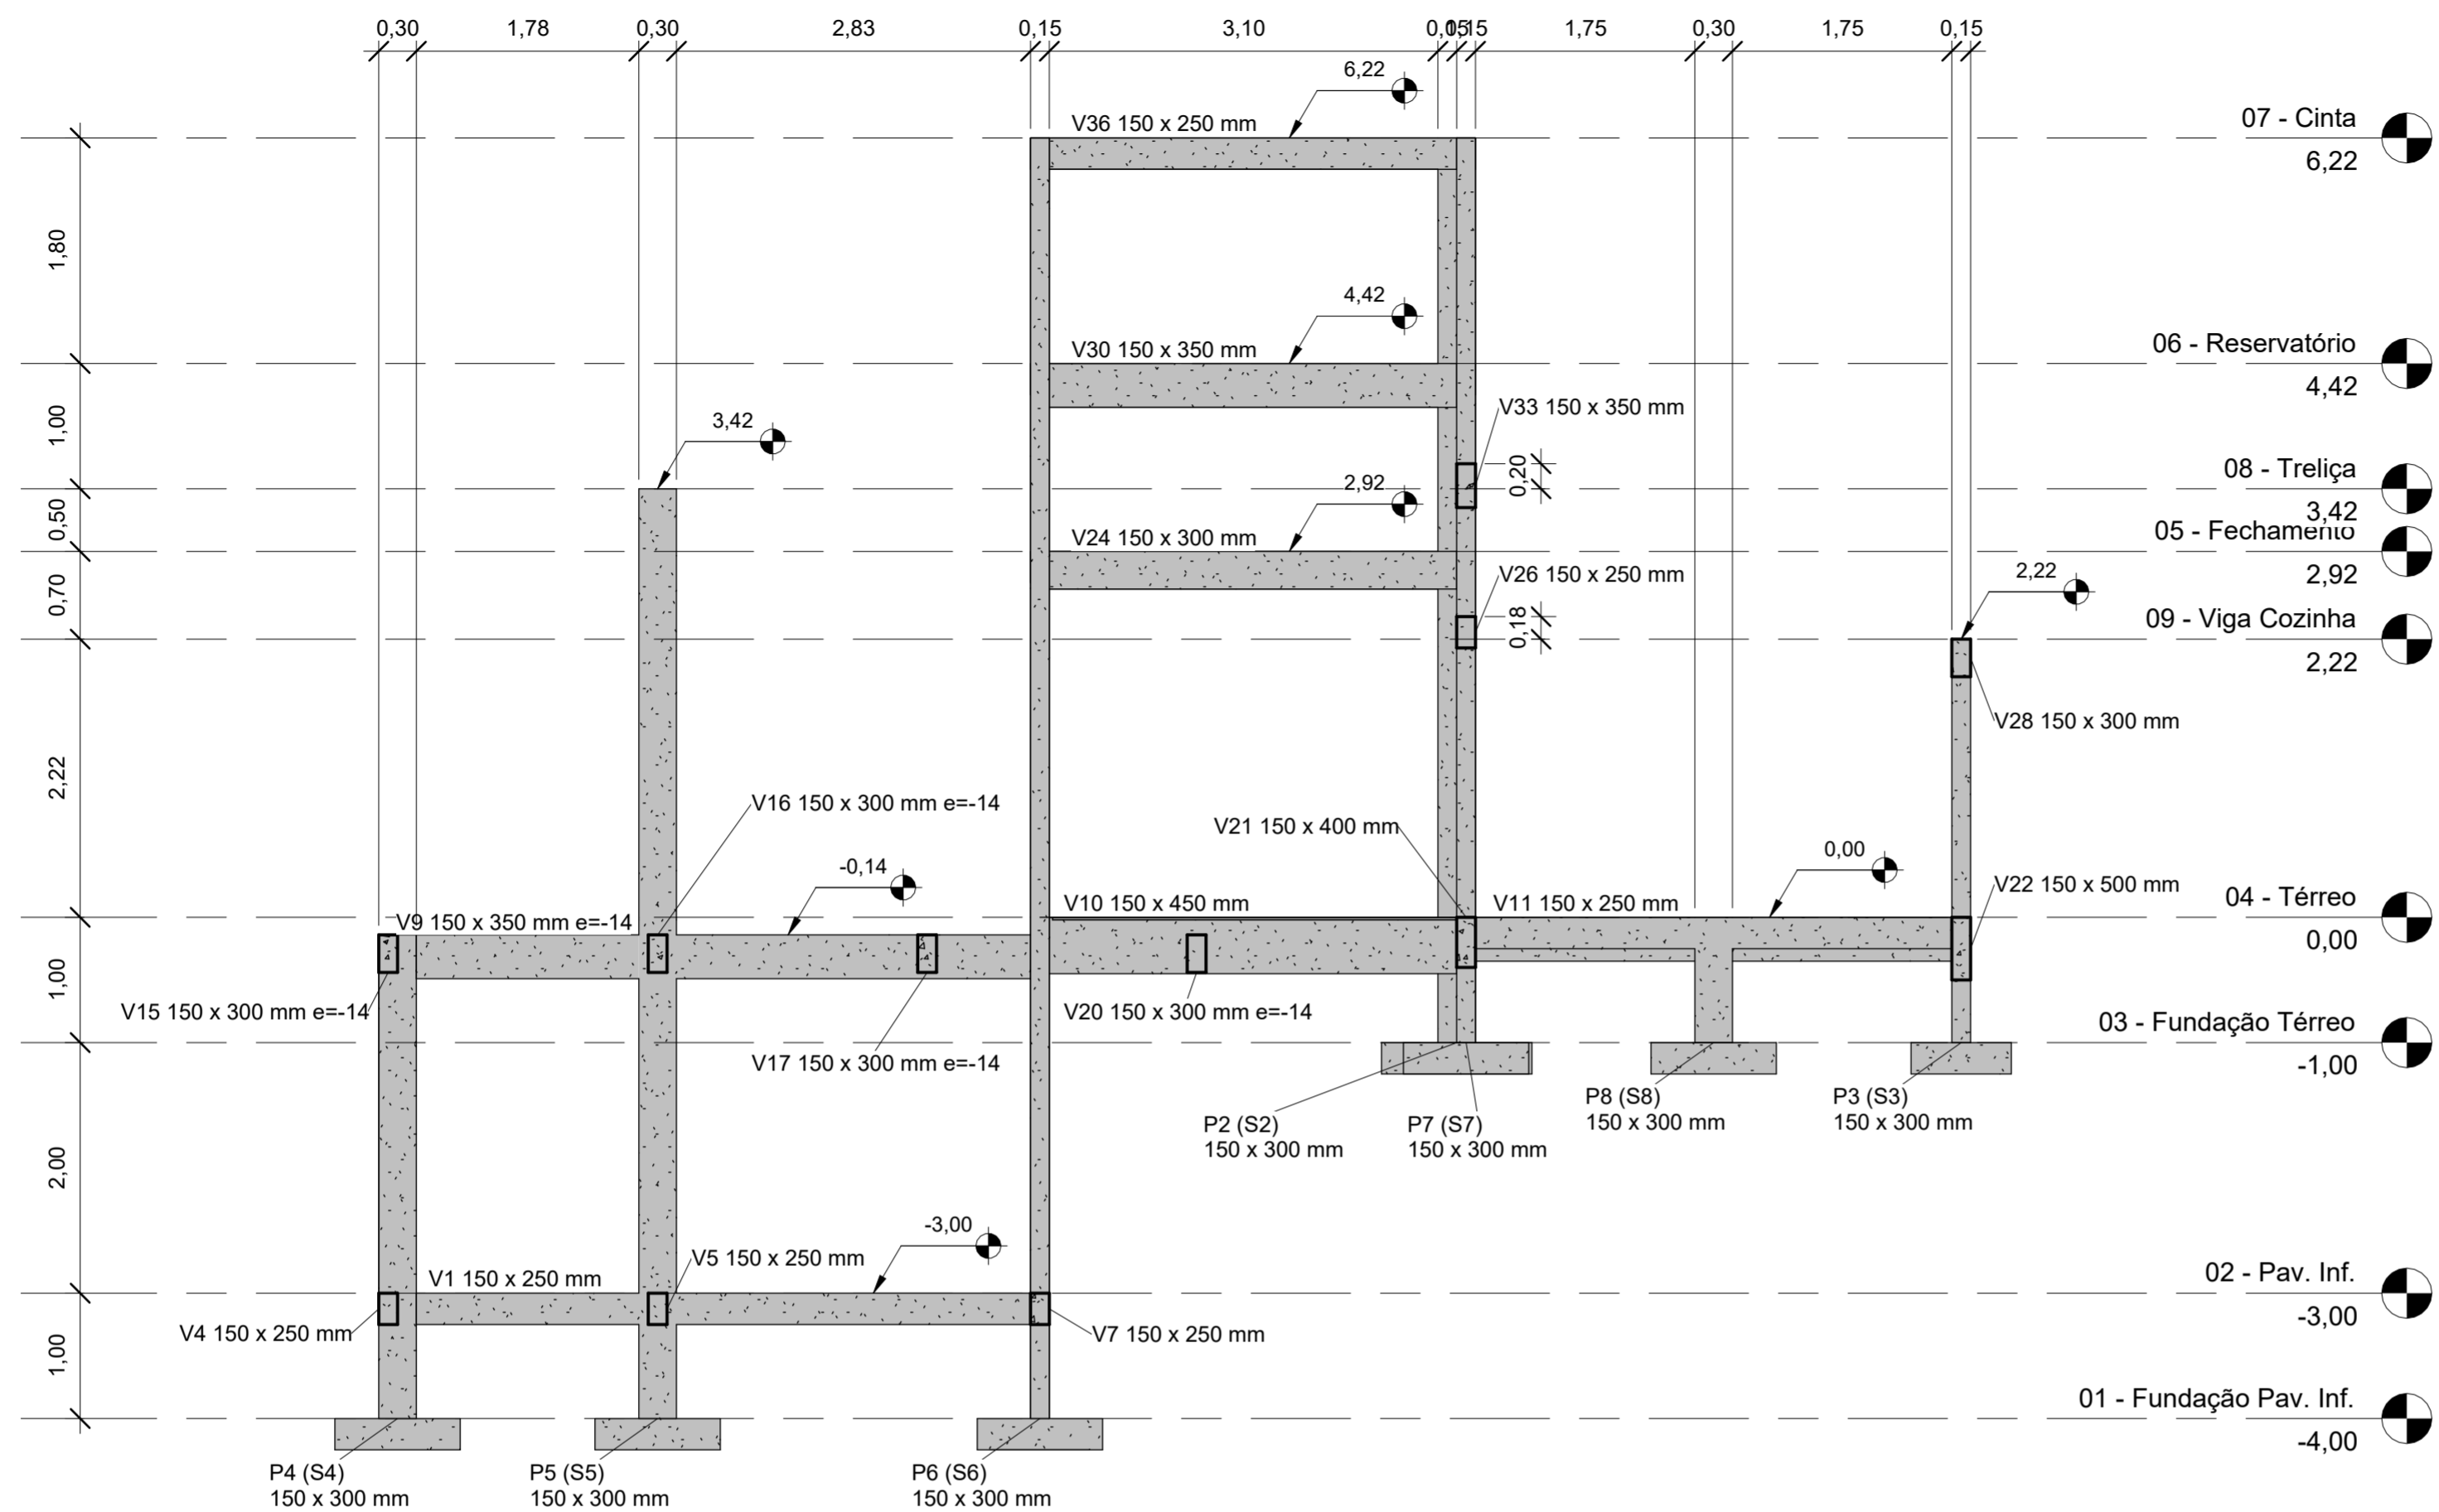 0,30 1,78 0,30 2,83 0,15 3,10 0,15 0,15 1,75 0,30 1,75 0,15
6,22
V36 150 x 250 mm
07 - Cinta
6,22
1,80
4,42
V30 150 x 350 mm
06 - Reservatório
4,42
V33 150 x 350 mm
1,00
3,42
0,20
08 - Treliça
3,42
2,92
0,50
V24 150 x 300 mm
05 - Fechamento
2,92
V26 150 x 250 mm
0,70
0,18
2,22
09 - Viga Cozinha
2,22
V28 150 x 300 mm
2,22
V16 150 x 300 mm e=-14
V21 150 x 400 mm
-0,14
0,00
V22 150 x 500 mm
V9 150 x 350 mm e=-14
V10 150 x 450 mm
V11 150 x 250 mm
04 - Térreo
0,00
1,00
V15 150 x 300 mm e=-14
V20 150 x 300 mm e=-14
V17 150 x 300 mm e=-14
03 - Fundação Térreo
-1,00
P2 (S2)
150 x 300 mm
P7 (S7)
150 x 300 mm
P8 (S8)
150 x 300 mm
P3 (S3)
150 x 300 mm
2,00
-3,00
V5 150 x 250 mm
V1 150 x 250 mm
02 - Pav. Inf.
-3,00
V4 150 x 250 mm
V7 150 x 250 mm
1,00
01 - Fundação Pav. Inf.
-4,00
P4 (S4)
150 x 300 mm
P5 (S5)
150 x 300 mm
P6 (S6)
150 x 300 mm